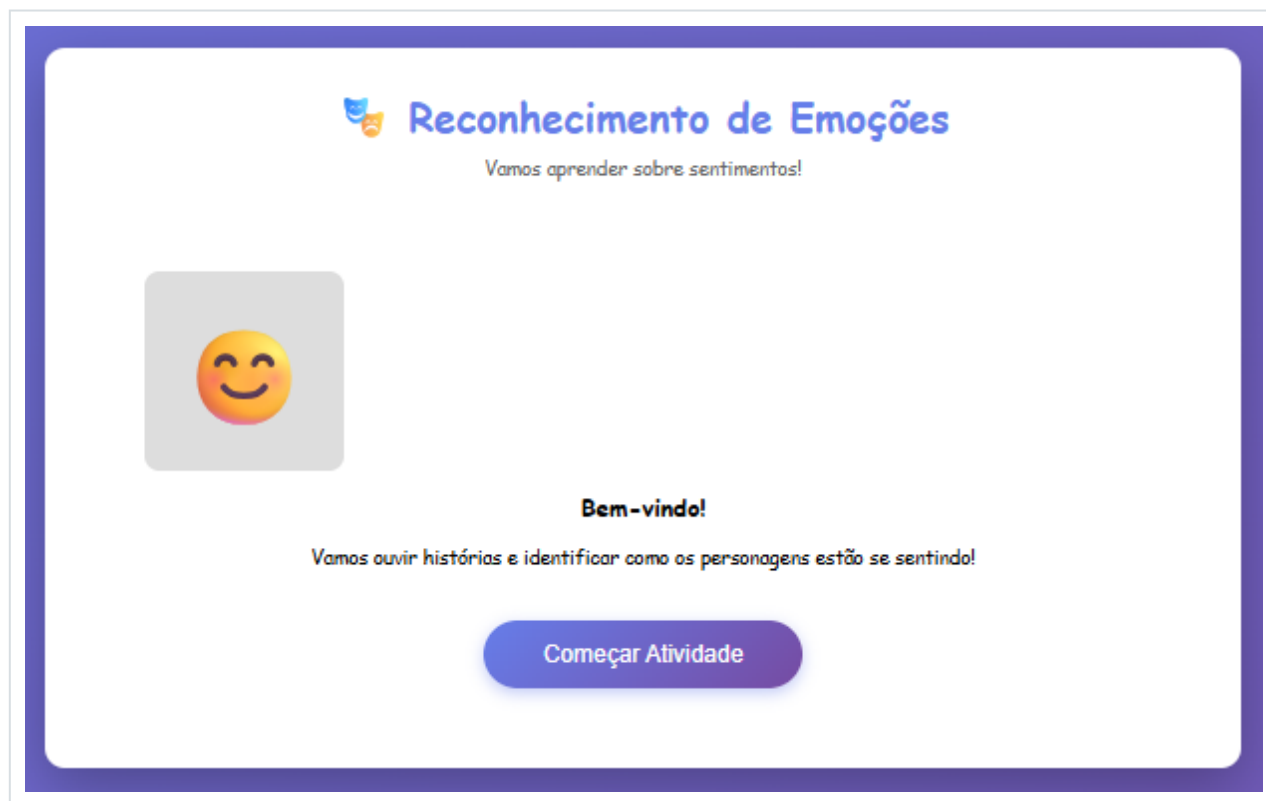 Reconhecimento de Emoções
Vamos aprender sobre sentimentos!
Bem-vindo!
Vamos ouvir histórias e identificar como os personagens estão se sentindo!
Começar Atividade